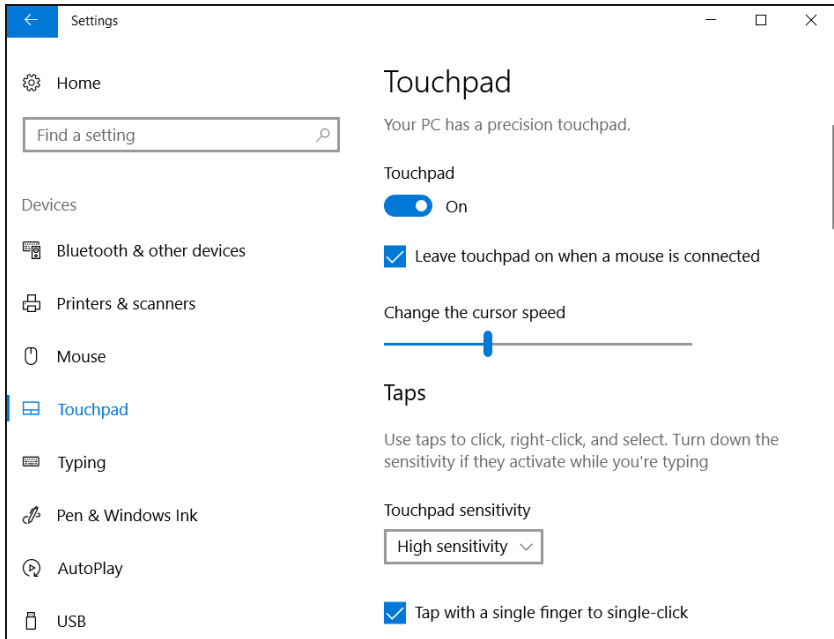 Settings
Home
Find a setting
Devices
Bluetooth & other devices
Printers & scanners
Mouse
Touchpad
Typing
Pen & Windows Ink
AutoPlay
USB
Touchpad
Your PC has a precision touchpad.
Touchpad
On
Leave touchpad on when a mouse is connected
Change the cursor speed
Taps
Use taps to click, right-click, and select. Turn down the
sensitivity if they activate while you're typing
Touchpad sensitivity
High sensitivity
Tap with a single finger to single-click